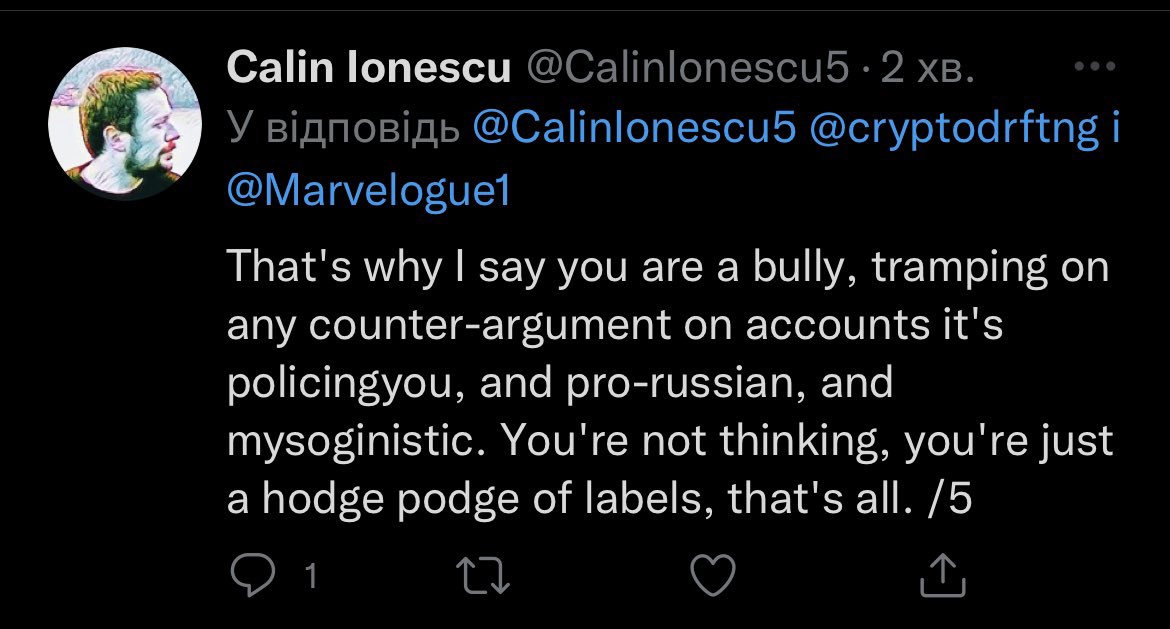 Calin Ionescu @CalinIonescu5 · 2 хв.
У відповідь @CalinIonescu5 @cryptodrftng і
@Marvelogue1
That's why I say you are a bully, tramping on
any counter-argument on accounts it's
policingyou, and pro-russian, and
mysoginistic. You're not thinking, you're just
a hodge podge of labels, that's all. /5
1